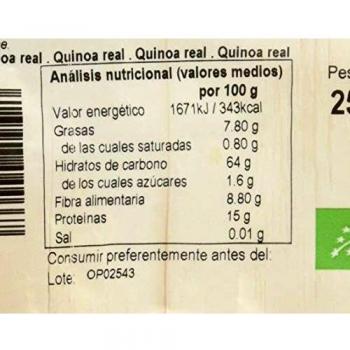 oa real . Quinoa real . Quinoa real . Quinoa real
Análisis nutricional (valores medios)
por 100 g
Valor energético 1671kJ / 343kcal
Grasas 7.80 g
de las cuales saturadas 0 80 g
Hidratos de carbono 64 g
de los cuales azúcares 1.6 g
Fibra alimentaria 8.80 g
Proteinas 15 g
Sal 0.01 g
Consumir preferentemente antes del:
Lote: OP02543
Pes
25